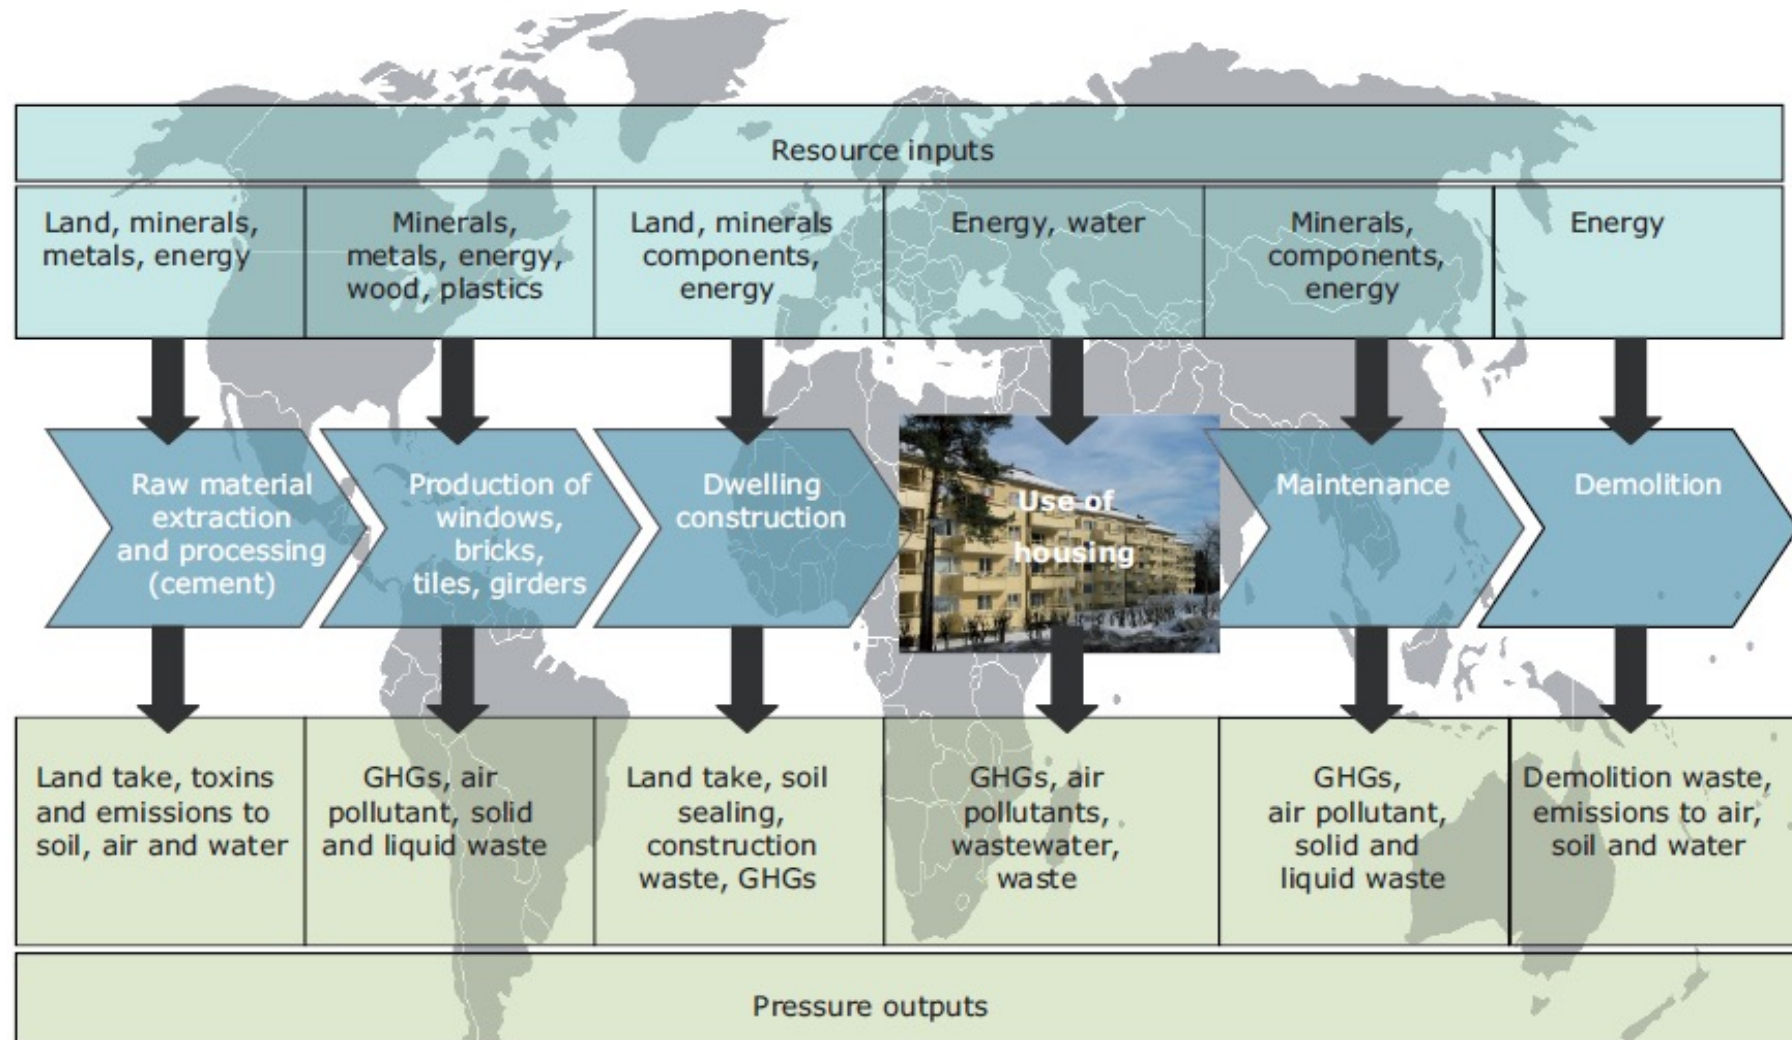 Resource inputs
Land, minerals,
metals, energy
Minerals,
metals, energy,
wood, plastics
Land, minerals
components,
energy
Energy, water
Minerals,
components,
energy
Energy
Raw material
extraction
and processing
(cement)
Production of
windows,
bricks,
tiles, girders
Dwelling
construction
Use of
housing
Maintenance
Demolition
Land take, toxins
and emissions to
soil, air and water
GHGs, air
pollutant, solid
and liquid waste
Land take, soil
sealing,
construction
waste, GHGs
GHGs, air
pollutants,
wastewater,
waste
GHGs,
air pollutant,
solid and
liquid waste
Demolition waste,
emissions to air,
soil and water
Pressure outputs